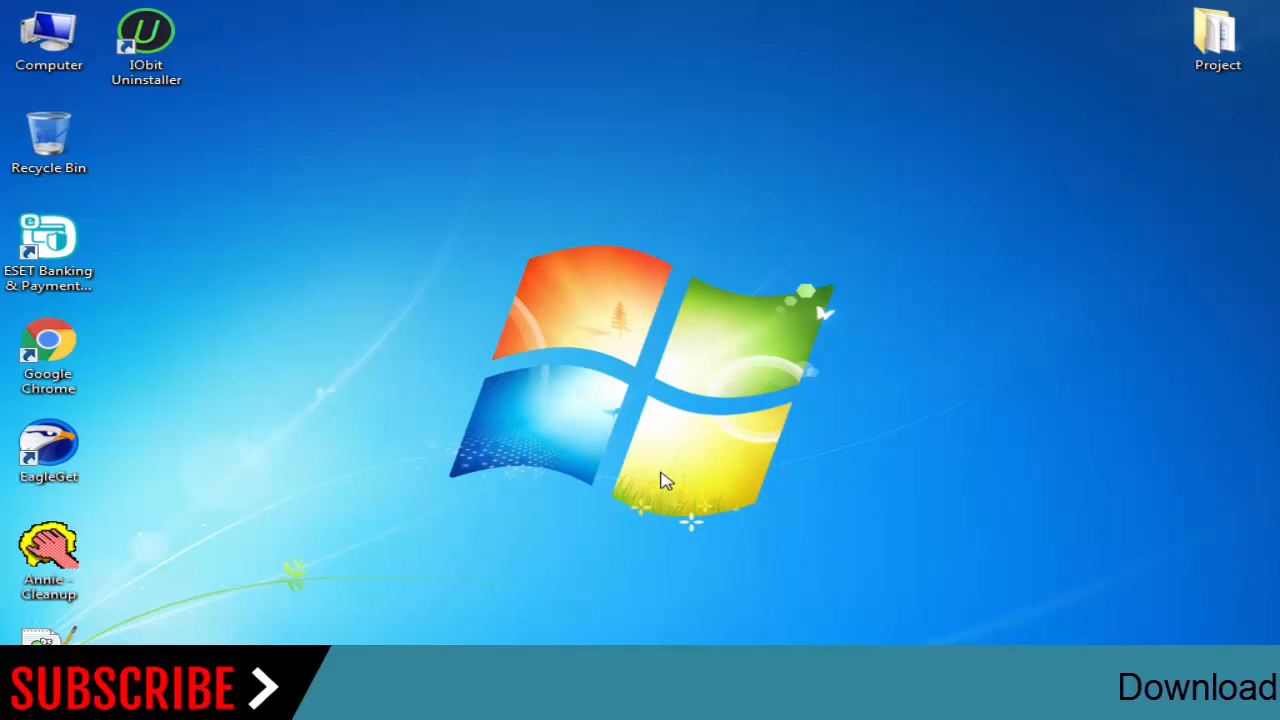 Computer
IObit
Uninstaller
Project
Recycle Bin
ESET Banking
& Payment...
Google
Chrome
EagleGet
Annie -
Cleanup
SUBSCRIBE
Download